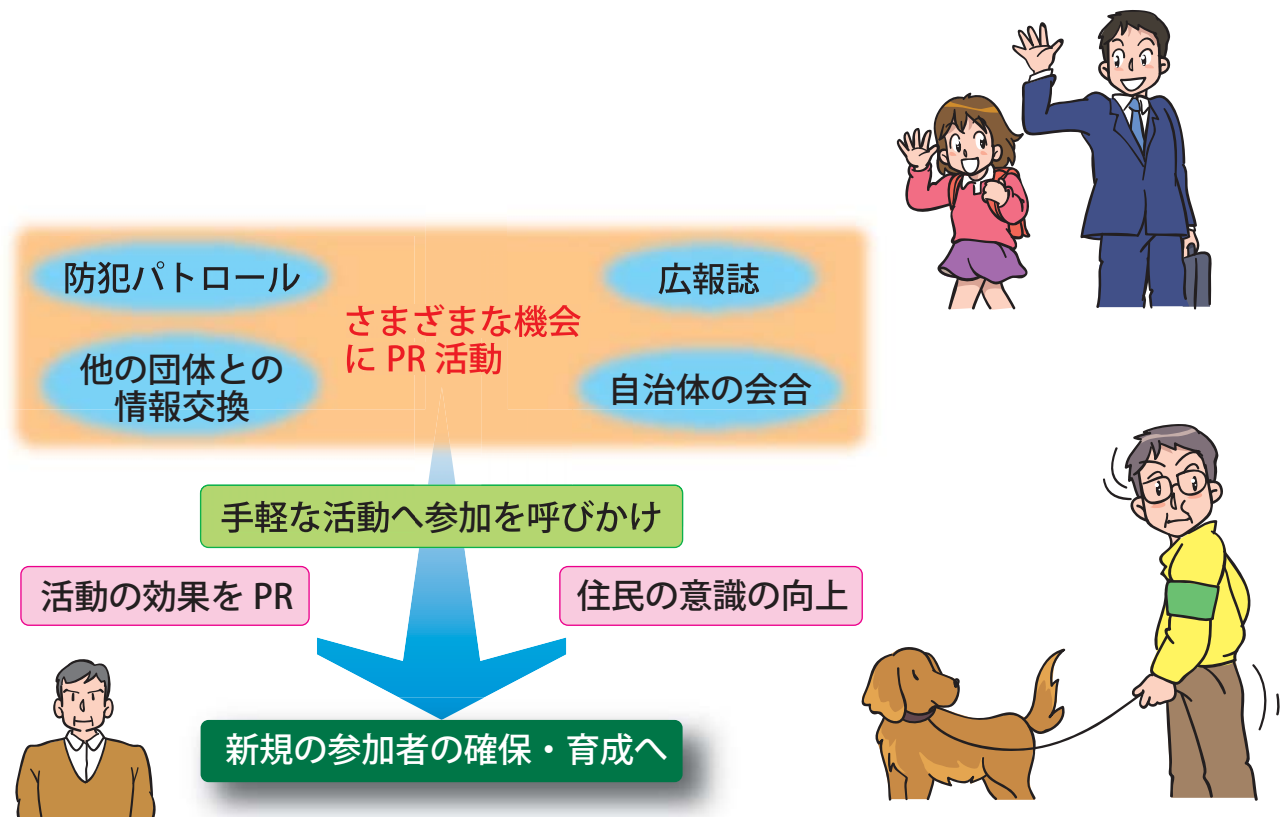 防犯パトロール
広報誌
さまざまな機会
に PR 活動
他の団体との
情報交換
自治体の会合
手軽な活動へ参加を呼びかけ
活動の効果を PR
住民の意識の向上
新規の参加者の確保・育成へ